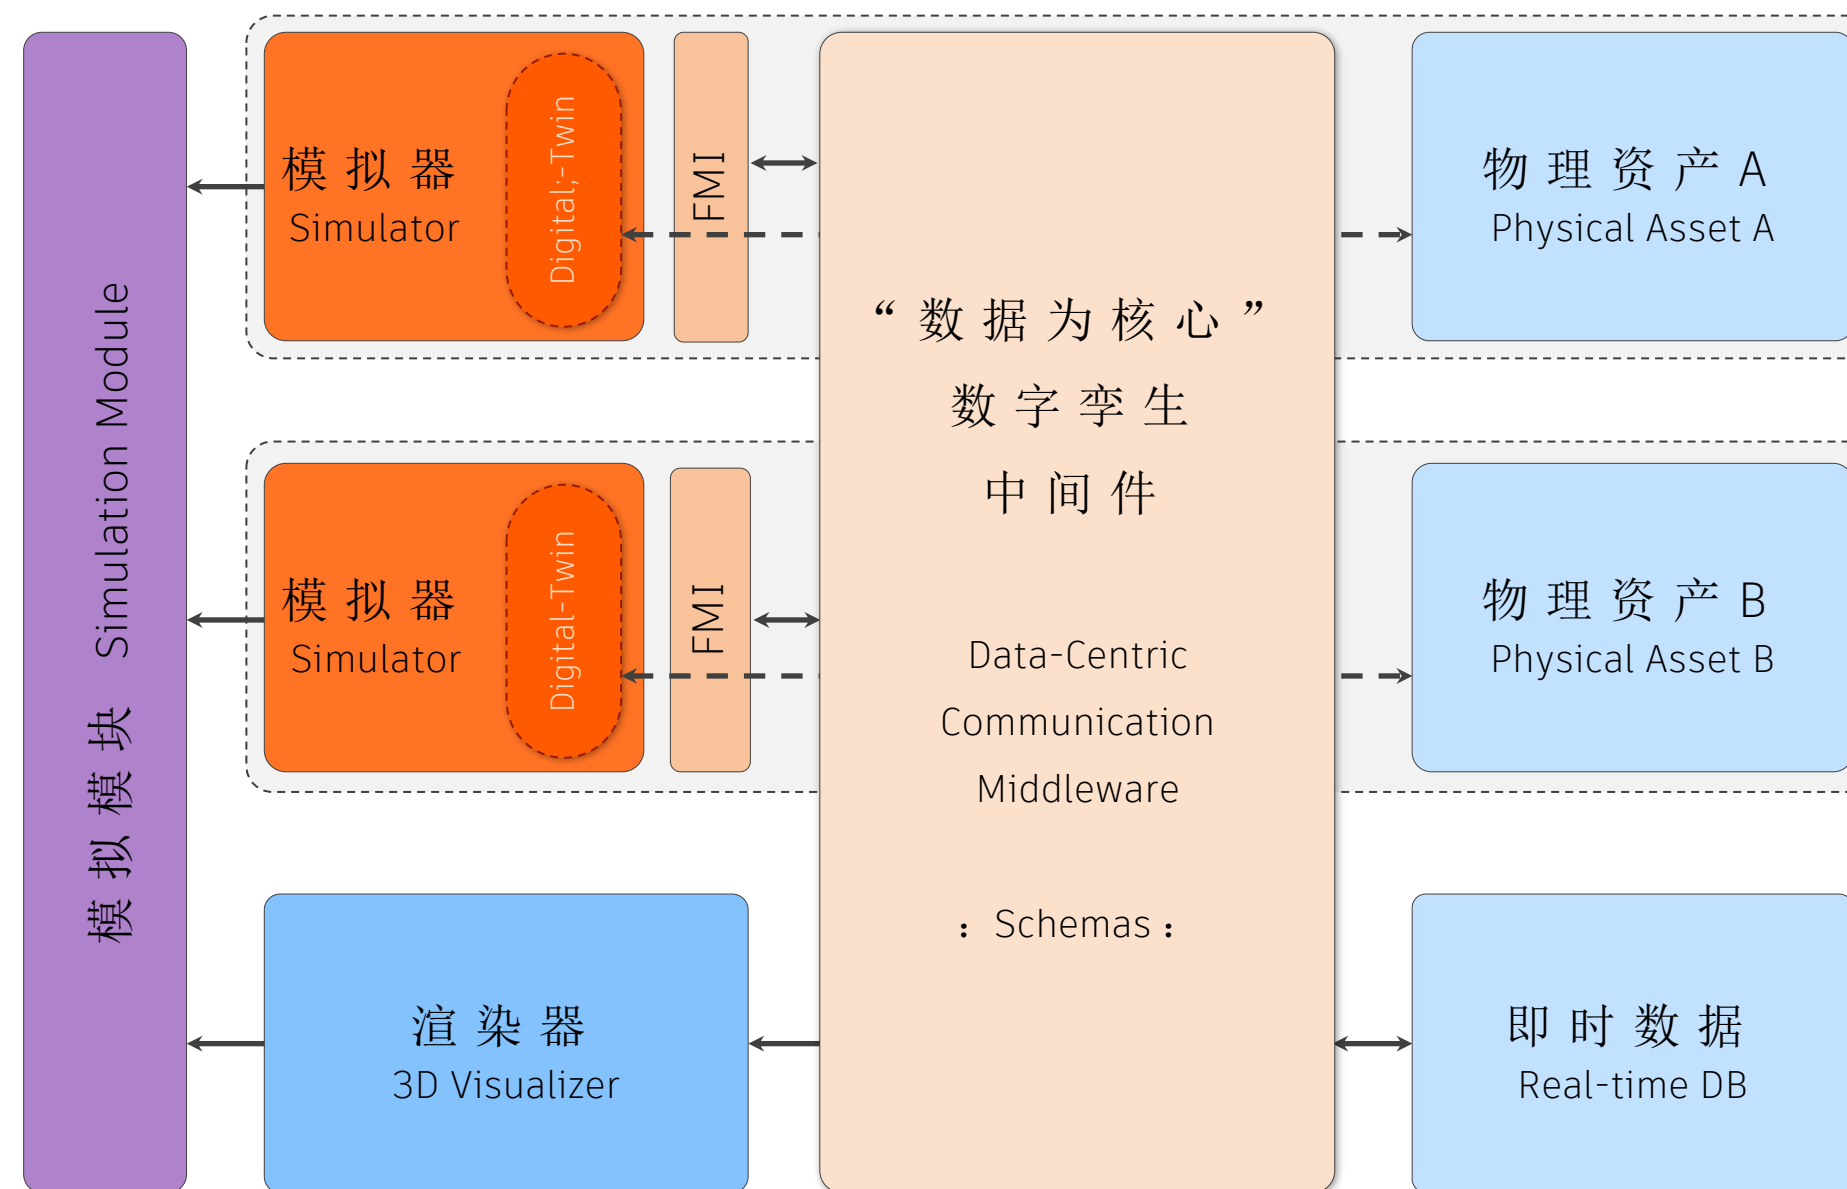 模拟模块 Simulation Module
模拟器
Simulator
Digital;-Twin
FMI
模拟器
Simulator
Digital-Twin
FMI
渲染器
3D Visualizer
“数据为核心”
数字孪生
中间件
Data-Centric
Communication
Middleware
：Schemas：
物理资产A
Physical Asset A
物理资产B
Physical Asset B
即时数据
Real-time DB